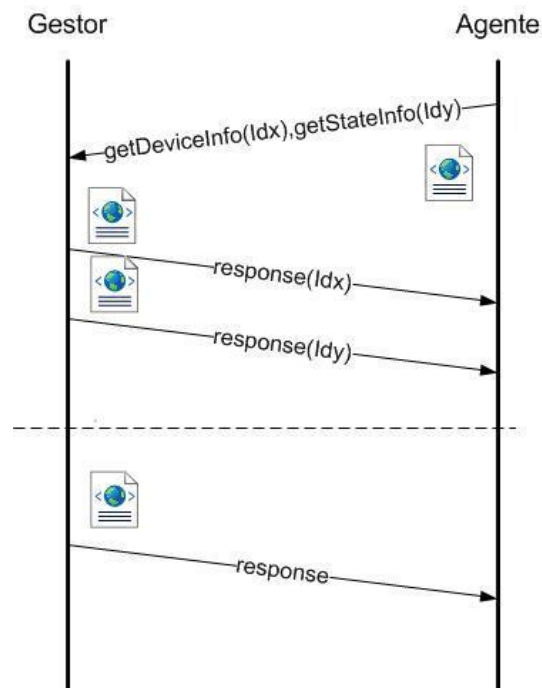 Gestor
Agente
getDeviceInfo(Idx),getStateInfo(Idy)
response(Idx)
response(Idy)
response